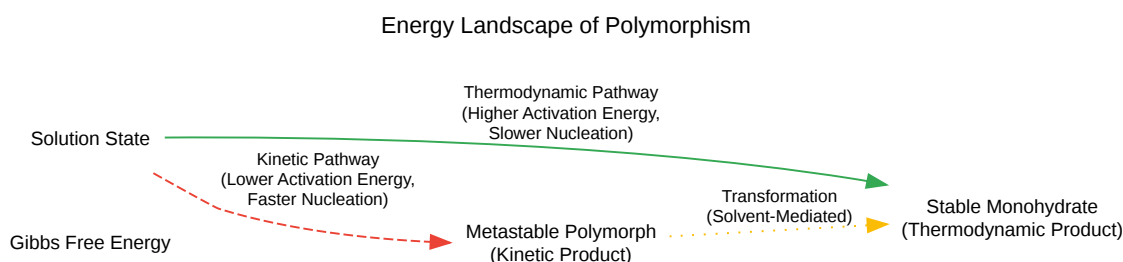 Energy Landscape of Polymorphism
Thermodynamic Pathway
(Higher Activation Energy,
Slower Nucleation)
Solution State
Kinetic Pathway
(Lower Activation Energy,
Faster Nucleation)
Transformation
(Solvent-Mediated)
Stable Monohydrate
(Thermodynamic Product)
Gibbs Free Energy
Metastable Polymorph
(Kinetic Product)